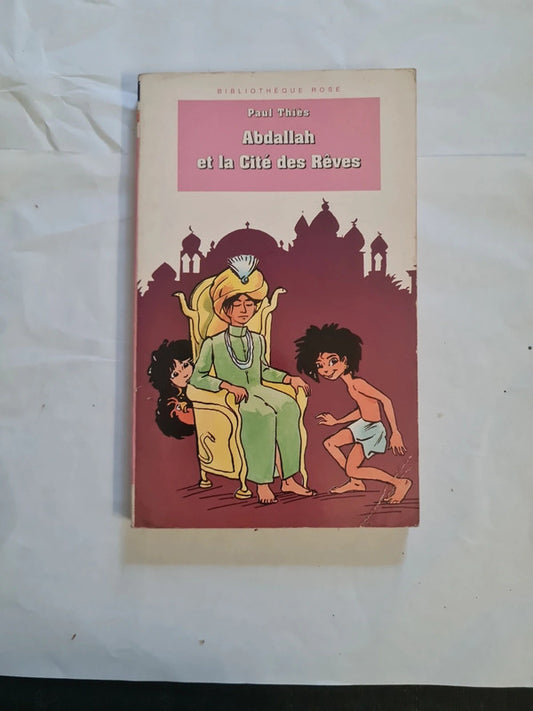 BIBLIOTHÈQUE ROSE
Paul Thiès
Abdallah
et la Cité des Rêves